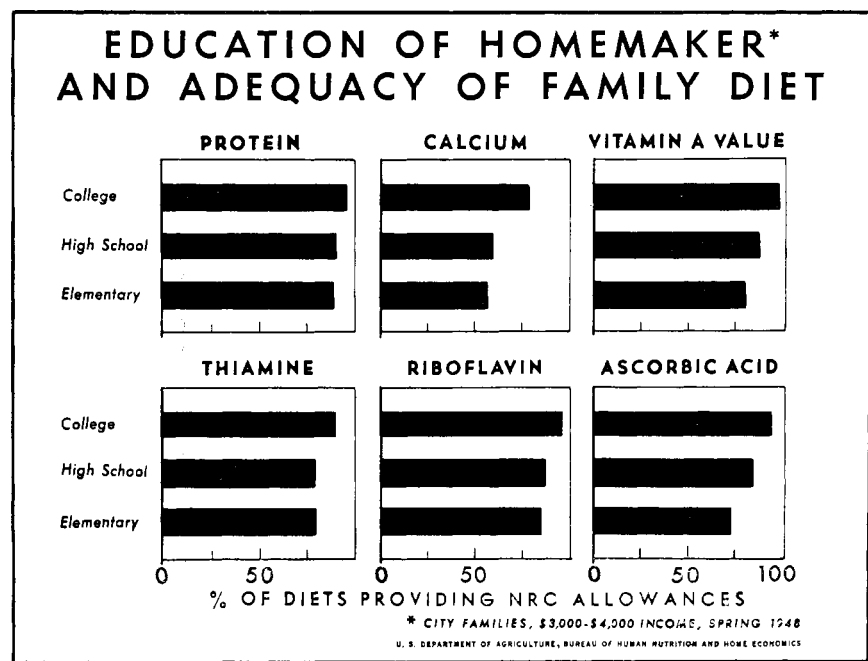 EDUCATION OF HOMEMAKER*
AND ADEQUACY OF FAMILY DIET
PROTEIN CALCIUM VITAMIN A VALUE
College
High School
Elementary
THIAMINE RIBOFLAVIN ASCORBIC ACID
College
High School
Elementary
0 50 0 50 0 50 100
% OF DIETS PROVIDING NRC ALLOWANCES
* CITY FAMILIES, $3,000-$4,000 INCOME, SPRING 1948
U. S. DEPARTMENT OF AGRICULTURE, BUREAU OF HUMAN NUTRITION AND HOME ECONOMICS